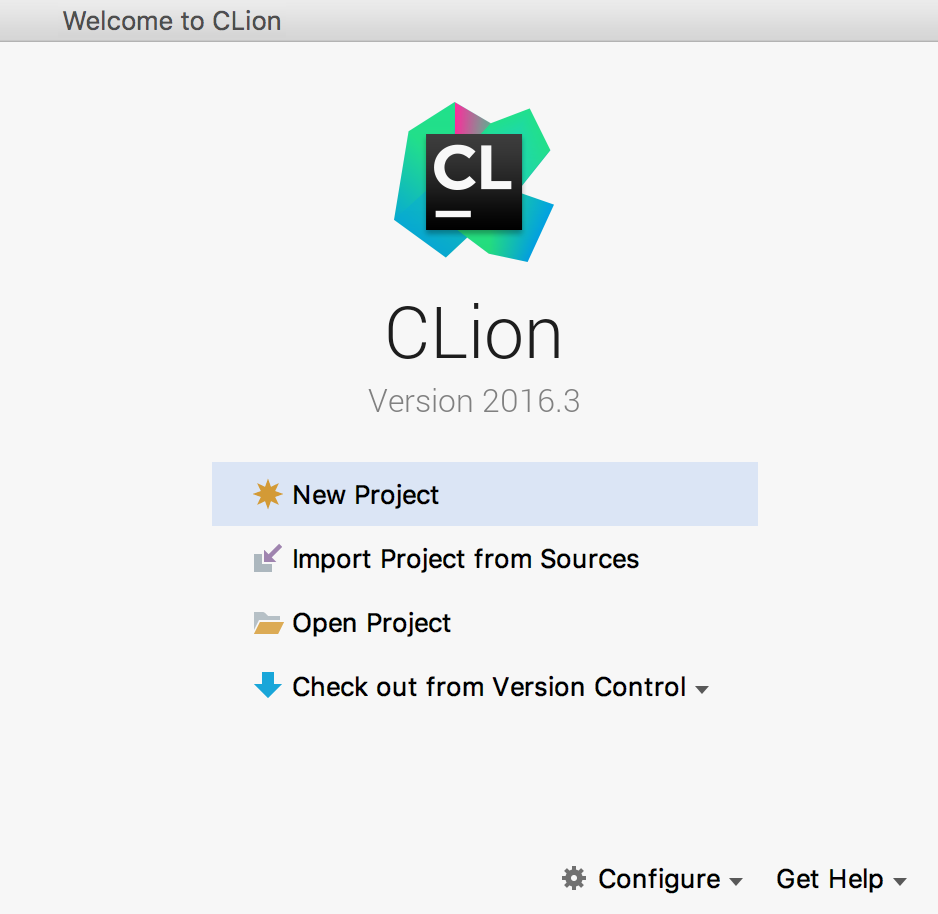 Welcome to CLion
CL
CLion
Version 2016.3
New Project
Import Project from Sources
Open Project
Check out from Version Control
Configure
Get Help